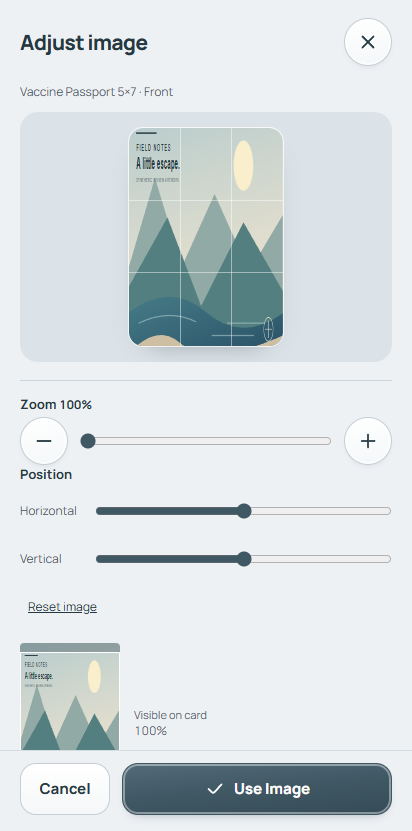 Adjust image
Vaccine Passport 5×7 · Front
FIELD NOTES
A little escape.
Zoom 100%
Position
Horizontal
Vertical
Reset image
FIELD NOTES
A little escape.
Visible on card
100%
Cancel
Use Image